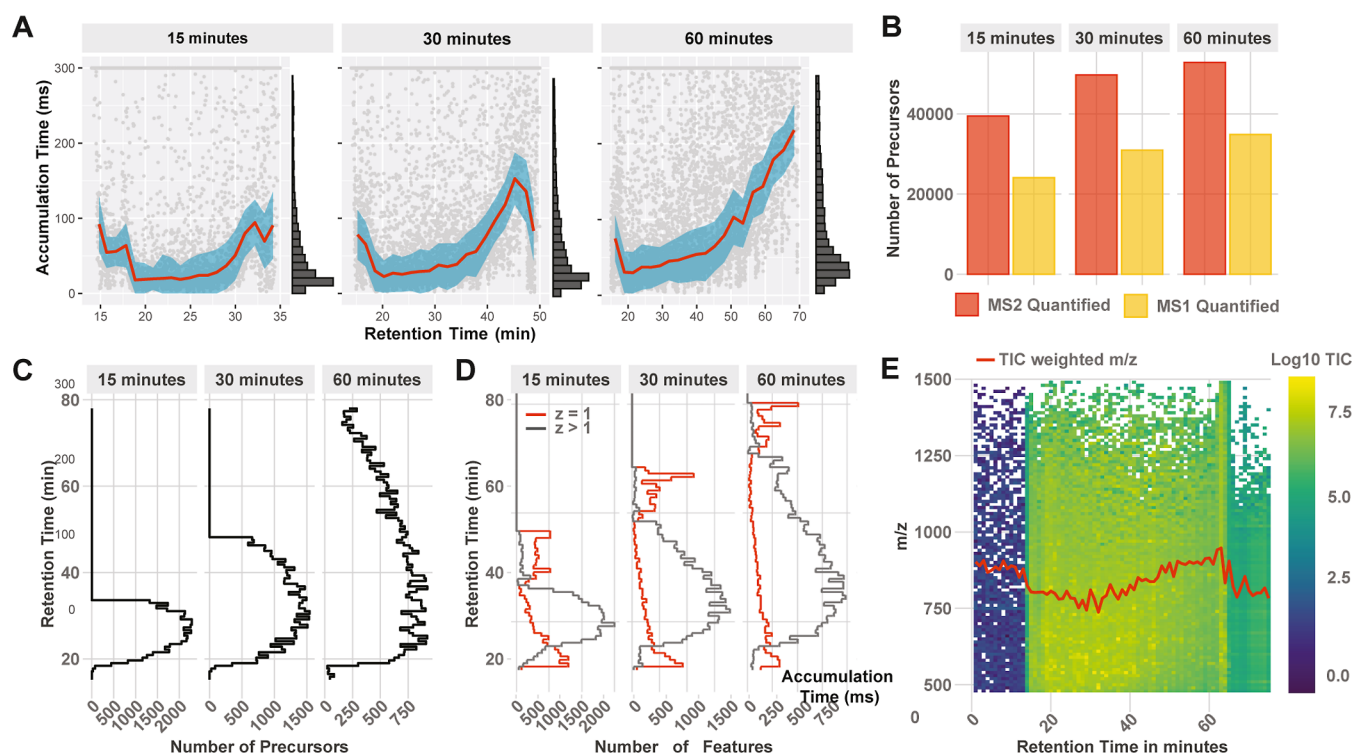 A
15 minutes
30 minutes
60 minutes
Accumulation Time (ms)
300
200
100
0
15
20
25
30
35
20
30
40
50
20
30
40
50
60
70
Retention Time (min)
B
15 minutes
30 minutes
60 minutes
Number of Precursors
40000
20000
0
MS2 Quantified
MS1 Quantified
C
15 minutes
30 minutes
60 minutes
Retention Time (min)
300
80
200
60
100
40
0
20
0
500
1000
1500
2000
0
500
1000
1500
0
250
500
750
Number of Precursors
D
15 minutes
30 minutes
60 minutes
z = 1
z > 1
Retention Time (min)
80
60
40
20
Accumulation
Time (ms)
0
500
1000
1500
2000
0
500
1000
1500
0
250
500
750
Number of Features
E
TIC weighted m/z
Log10 TIC
m/z
1500
1250
1000
750
500
0
0
20
40
60
Retention Time in minutes
7.5
5.0
2.5
0.0